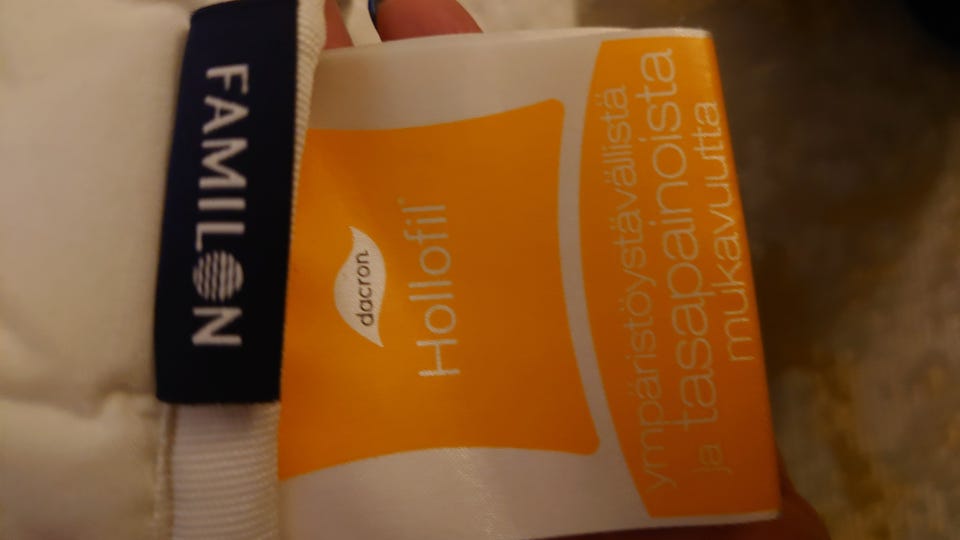 FAMILON
dacron
Hollofil
ympäristöystävällistä
ja tasapainoista
mukavuutta